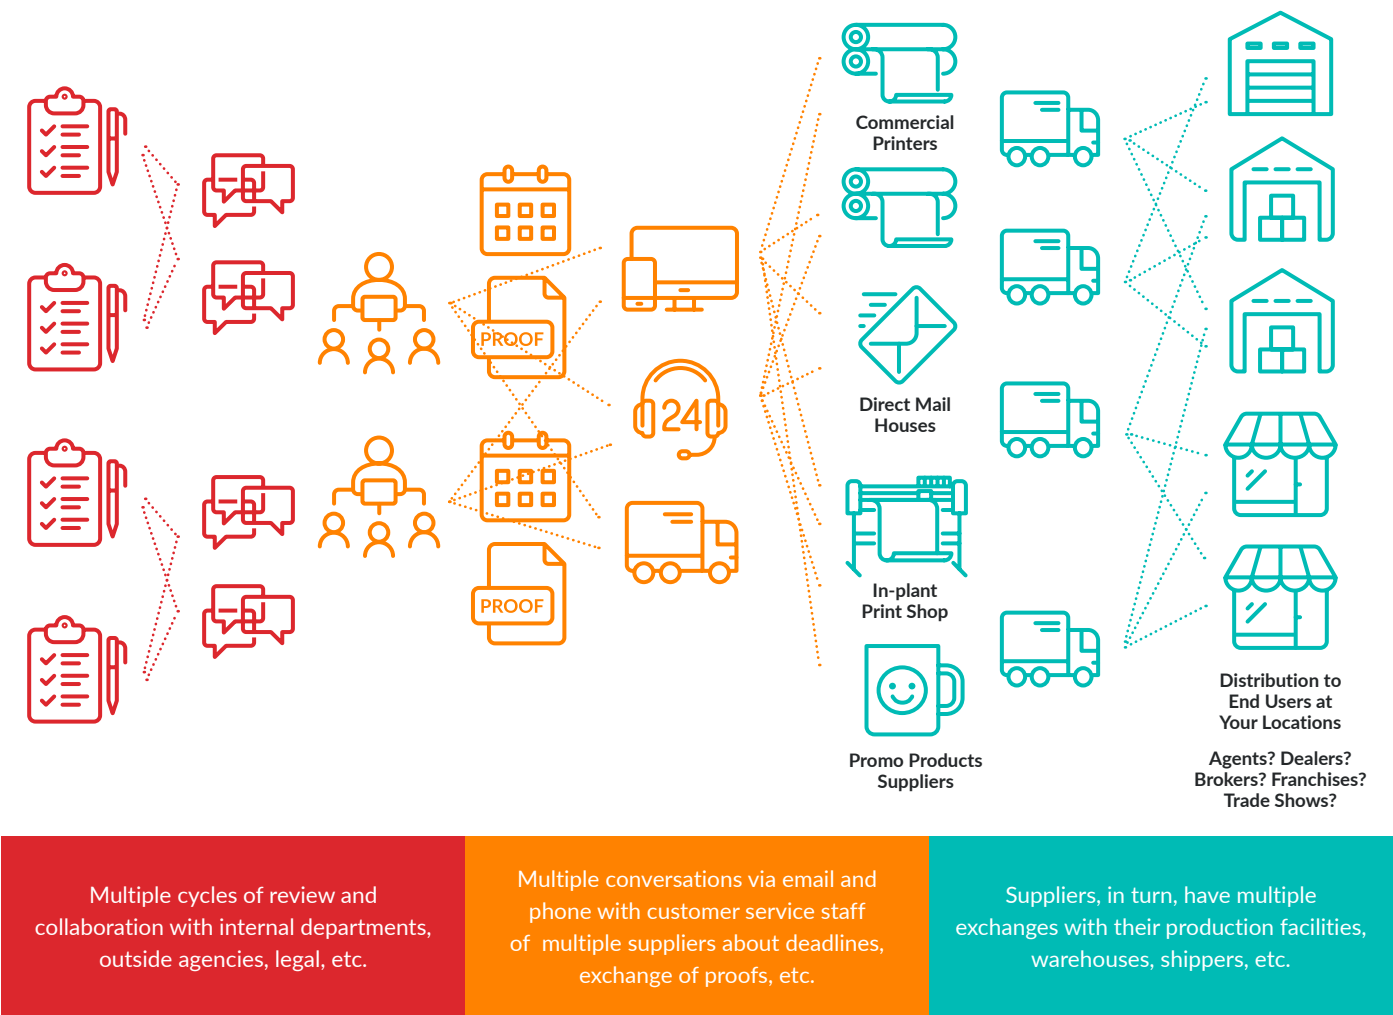 PROOF
24
PROOF
Commercial
Printers
Direct Mail
Houses
In-plant
Print Shop
Promo Products
Suppliers
Distribution to
End Users at
Your Locations
Agents? Dealers?
Brokers? Franchises?
Trade Shows?
Multiple cycles of review and
collaboration with internal departments,
outside agencies, legal, etc.
Multiple conversations via email and
phone with customer service staff
of  multiple suppliers about deadlines,
exchange of proofs, etc.
Suppliers, in turn, have multiple
exchanges with their production facilities,
warehouses, shippers, etc.